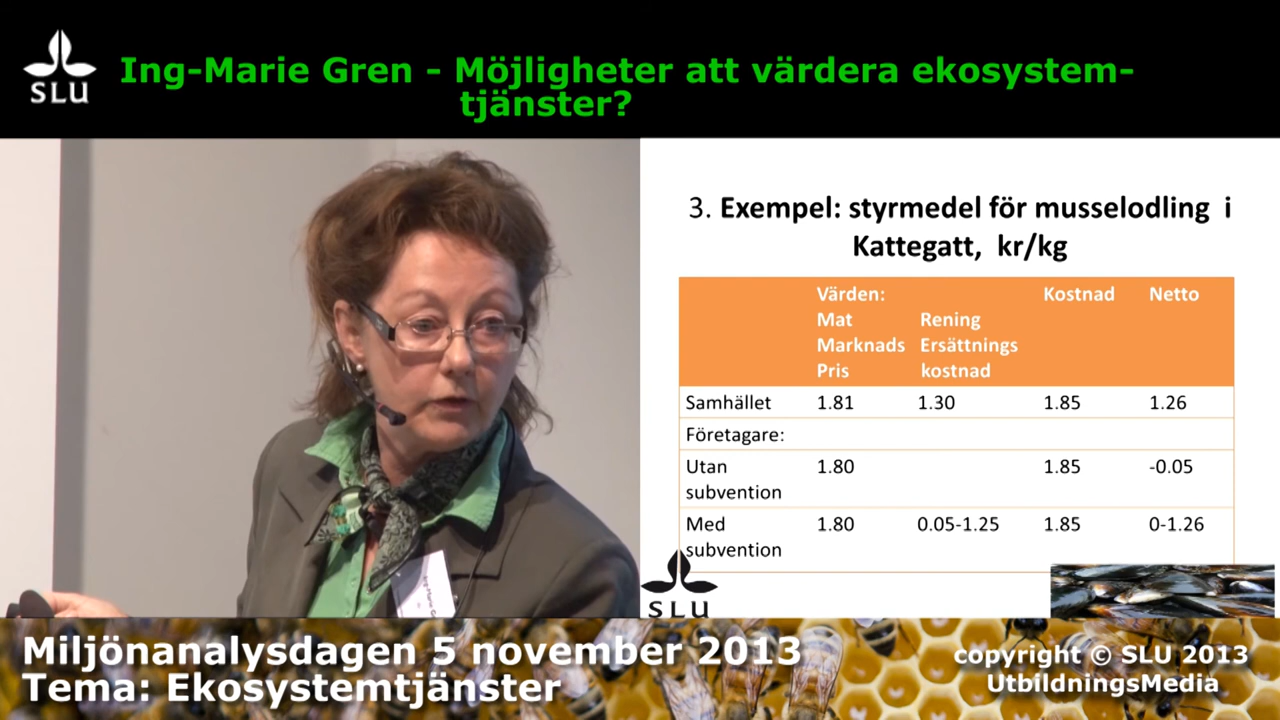 SLU
Ing-Marie Gren - Möjligheter att värdera ekosystem-
tjänster?
3. Exempel: styrmedel för musselodling i
Kattegatt, kr/kg
Värden: Kostnad Netto
Mat Rening
Marknads Ersättnings
Pris kostnad
Samhället 1.81 1.30 1.85 1.26
Företagare:
Utan 1.80 1.85 -0.05
subvention
Med 1.80 0.05-1.25 1.85 0-1.26
subvention
SLU
Miljönanalysdagen 5 november 2013
Tema: Ekosystemtjänster
copyright © SLU 2013
UtbildningsMedia